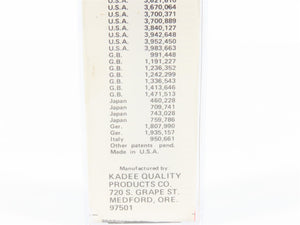 U.S.A. 3,670,064
U.S.A. 3,700,371
U.S.A. 3,700,889
U.S.A. 3,840,127
U.S.A. 3,942,648
U.S.A. 3,952,450
U.S.A. 3,983,663
G.B. 991,448
G.B. 1,191,227
G.B. 1,236,352
G.B. 1,242,299
G.B. 1,336,543
G.B. 1,413,646
G.B. 1,471,513
Japan 460,229
Japan 709,741
Japan 743,028
Japan 759,786
Ger. 1,807,990
Ger. 1,935,157
Italy 950,661
Other patents pend.
Made in U.S.A.
Manufactured by:
KADEE QUALITY
PRODUCTS CO.
720 S. GRAPE ST.
MEDFORD, ORE.
97501